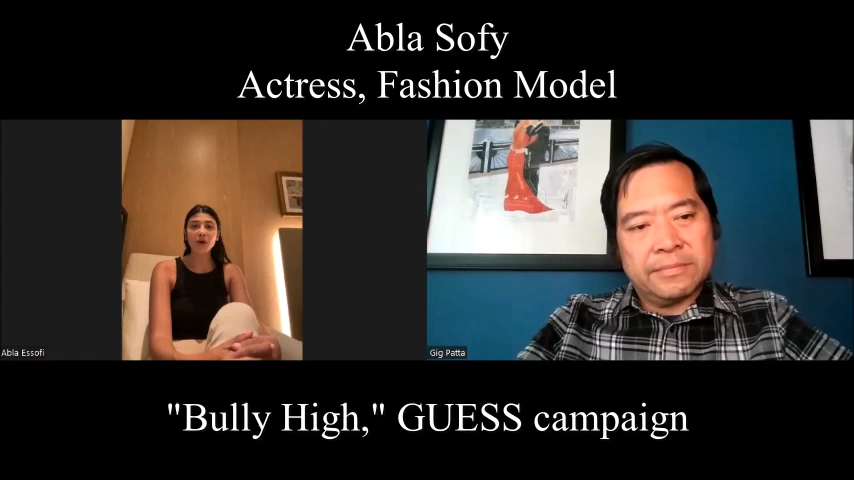 Abla Sofy
Actress, Fashion Model
Abla Essofi
Gig Patta
"Bully High," GUESS campaign